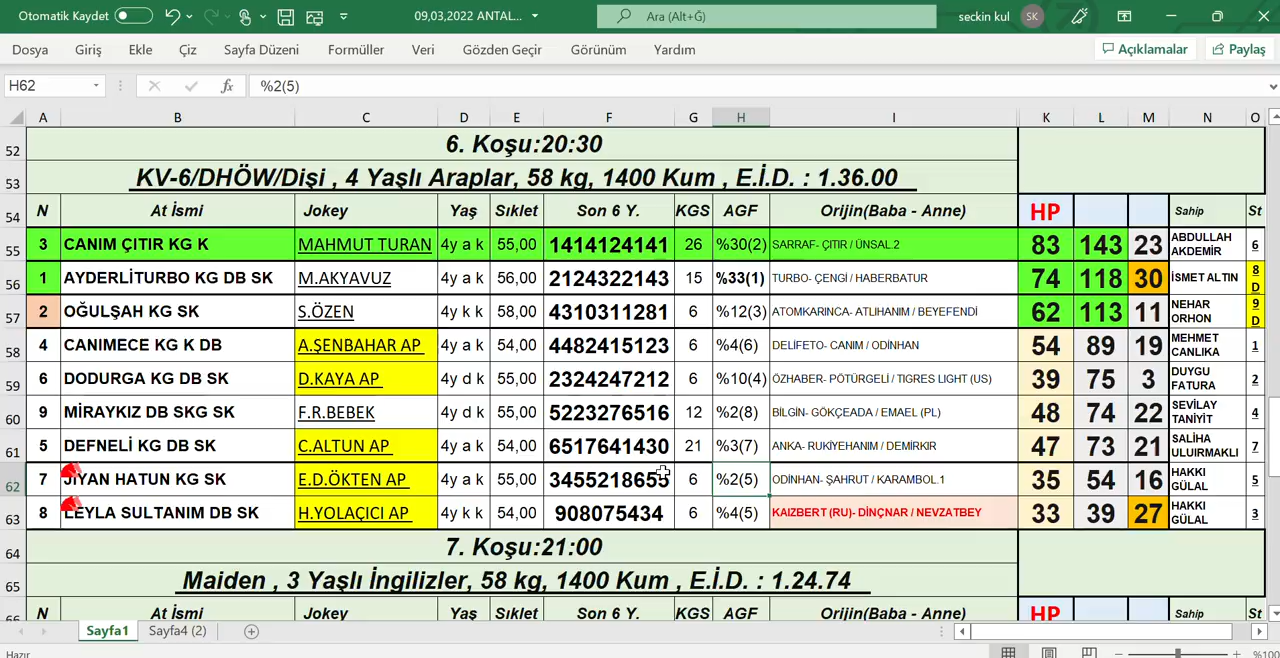 Otomatik Kaydet 09,03,2022 ANTAL... Ara (Alt+Ğ) seckin kul SK
Dosya Giriş Ekle Çiz Sayfa Düzeni Formüller Veri Gözden Geçir Görünüm Yardım Açıklamalar Paylaş
H62 fx %2(5)
A B C D E F G H I K L M N O
52 6. Koşu:20:30
53 KV-6/DHÖW/Dişi , 4 Yaşlı Araplar, 58 kg, 1400 Kum , E.İ.D. : 1.36.00
54 N At İsmi Jokey Yaş Sıklet Son 6 Y. KGS AGF Orijin(Baba - Anne) HP Sahip St
55 3 CANIM ÇITIR KG K MAHMUT TURAN 4y a k 55,00 1414124141 26 %30(2) SARRAF- ÇITIR / ÜNSAL.2 83 143 23 ABDULLAH AKDEMİR 6
56 1 AYDERLİTURBO KG DB SK M.AKYAVUZ 4y a k 56,00 2124322143 15 %33(1) TURBO- ÇENGİ / HABERBATUR 74 118 30 İSMET ALTIN 8 D
57 2 OĞULŞAH KG SK S.ÖZEN 4y k k 58,00 4310311281 6 %12(3) ATOMKARINCA- ATLIHANIM / BEYEFENDİ 62 113 11 NEHAR ORHON 9 D
58 4 CANIMECE KG K DB A.ŞENBAHAR AP 4y a k 54,00 4482415123 6 %4(6) DELİFETO- CANIM / ODİNHAN 54 89 19 MEHMET CANLIKA 1
59 6 DODURGA KG DB SK D.KAYA AP 4y d k 55,00 2324247212 6 %10(4) ÖZHABER- PÖTÜRGELİ / TIGRES LIGHT (US) 39 75 3 DUYGU FATURA 2
60 9 MİRAYKIZ DB SKG SK F.R.BEBEK 4y d k 55,00 5223276516 12 %2(8) BİLGİN- GÖKÇEADA / EMAEL (PL) 48 74 22 SEVİLAY TANİYİT 4
61 5 DEFNELİ KG DB SK C.ALTUN AP 4y a k 54,00 6517641430 21 %3(7) ANKA- RUKİYEHANIM / DEMİRKIR 47 73 21 SALİHA ULUIRMAKLI 7
62 7 JİYAN HATUN KG SK E.D.ÖKTEN AP 4y a k 55,00 3455218655 6 %2(5) ODİNHAN- ŞAHRUT / KARAMBOL.1 35 54 16 HAKKI GÜLAL 5
63 8 LEYLA SULTANIM DB SK H.YOLAÇICI AP 4y k k 54,00 908075434 6 %4(5) KAIZBERT (RU)- DİNÇNAR / NEVZATBEY 33 39 27 HAKKI GÜLAL 3
64 7. Koşu:21:00
65 Maiden , 3 Yaşlı İngilizler, 58 kg, 1400 Kum , E.İ.D. : 1.24.74
N At İsmi Jokey Yaş Sıklet Son 6 Y. KGS AGF Orijin(Baba - Anne) HP Sahip St
Sayfa1 Sayfa4 (2)
Hazır %100